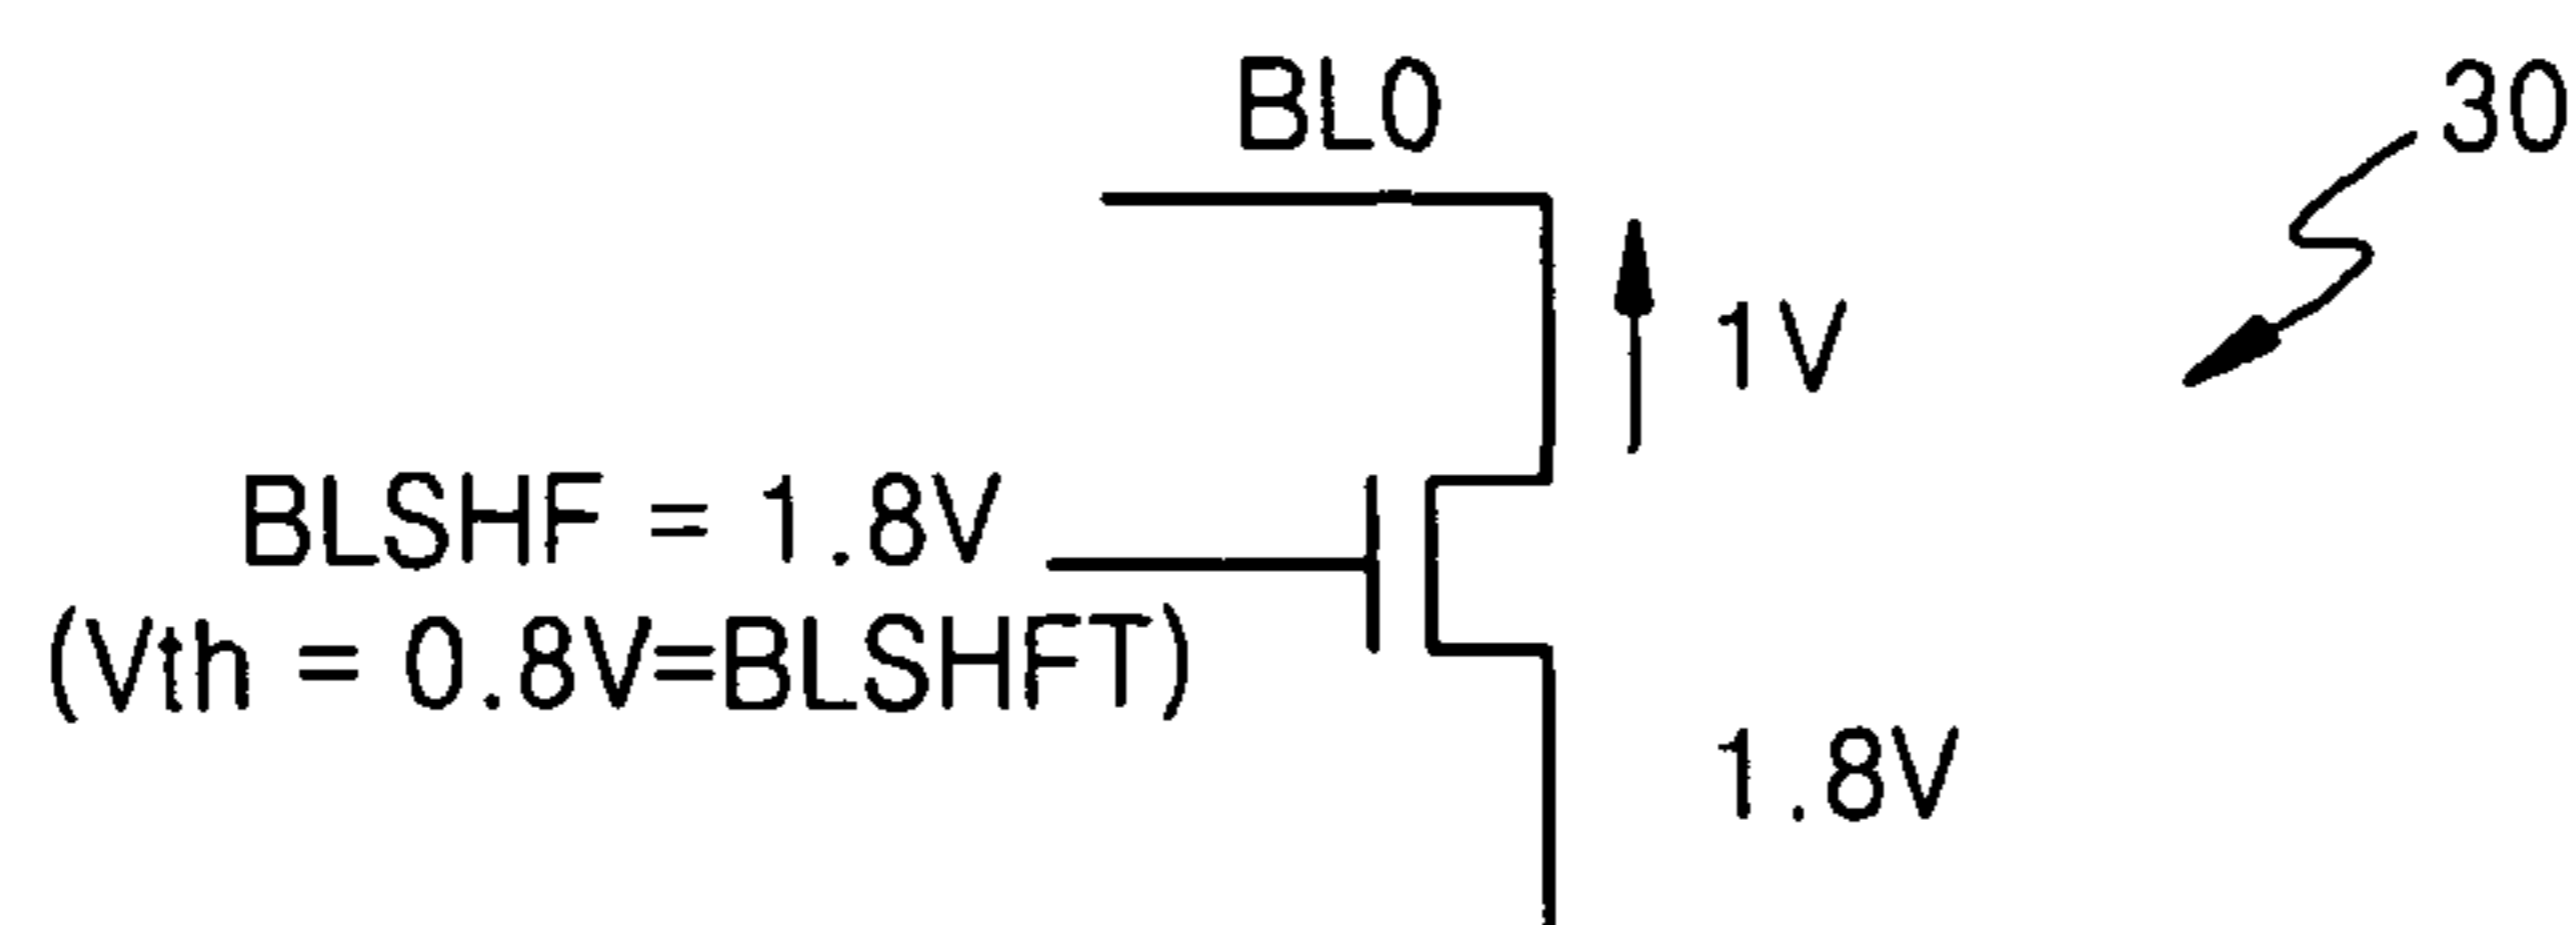 BL0
30
1V
BLSHF = 1.8V
(Vth = 0.8V=BLSHFT)
1.8V